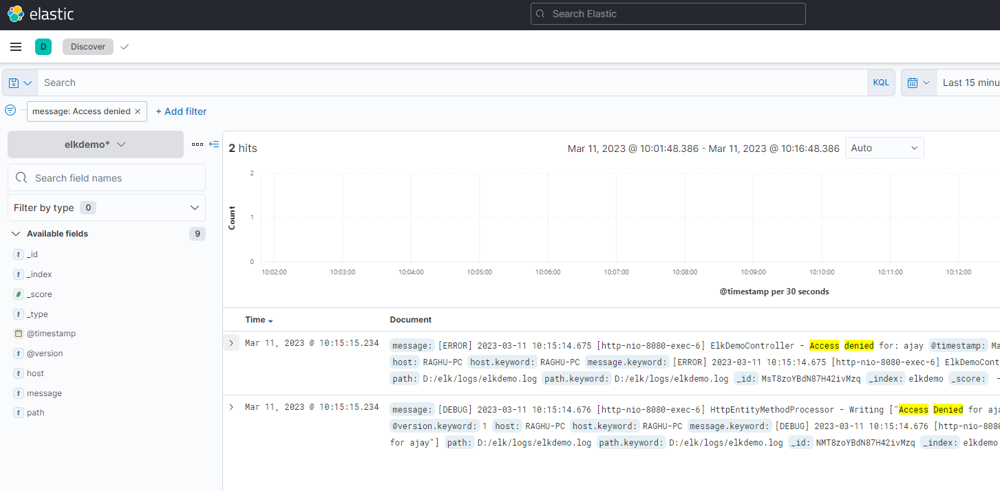 elastic
Search Elastic
D Discover
Search KQL Last 15 minu
message: Access denied × + Add filter
elkdemo*
2 hits Mar 11, 2023 @ 10:01:48.386 - Mar 11, 2023 @ 10:16:48.386 Auto
Search field names
Filter by type 0
Available fields 9
t _id
t _index
# _score
t _type
@timestamp
t @version
t host
t message
t path
Count
2
1
0
10:02:00 10:03:00 10:04:00 10:05:00 10:06:00 10:07:00 10:08:00 10:09:00 10:10:00 10:11:00 10:12:00
@timestamp per 30 seconds
Time Document
Mar 11, 2023 @ 10:15:15.234 message: [ERROR] 2023-03-11 10:15:14.675 [http-nio-8080-exec-6] ElkDemoController - Access denied for: ajay @timestamp: Ma
host: RAGHU-PC host.keyword: RAGHU-PC message.keyword: [ERROR] 2023-03-11 10:15:14.675 [http-nio-8080-exec-6] ElkDemoCont
path: D:/elk/logs/elkdemo.log path.keyword: D:/elk/logs/elkdemo.log _id: MsT8zoYBdN87H42ivMzq _index: elkdemo _score: -
Mar 11, 2023 @ 10:15:15.234 message: [DEBUG] 2023-03-11 10:15:14.676 [http-nio-8080-exec-6] HttpEntityMethodProcessor - Writing ["Access Denied for aja
@version.keyword: 1 host: RAGHU-PC host.keyword: RAGHU-PC message.keyword: [DEBUG] 2023-03-11 10:15:14.676 [http-nio-808
for ajay"] path: D:/elk/logs/elkdemo.log path.keyword: D:/elk/logs/elkdemo.log _id: NMT8zoYBdN87H42ivMzq _index: elkdemo